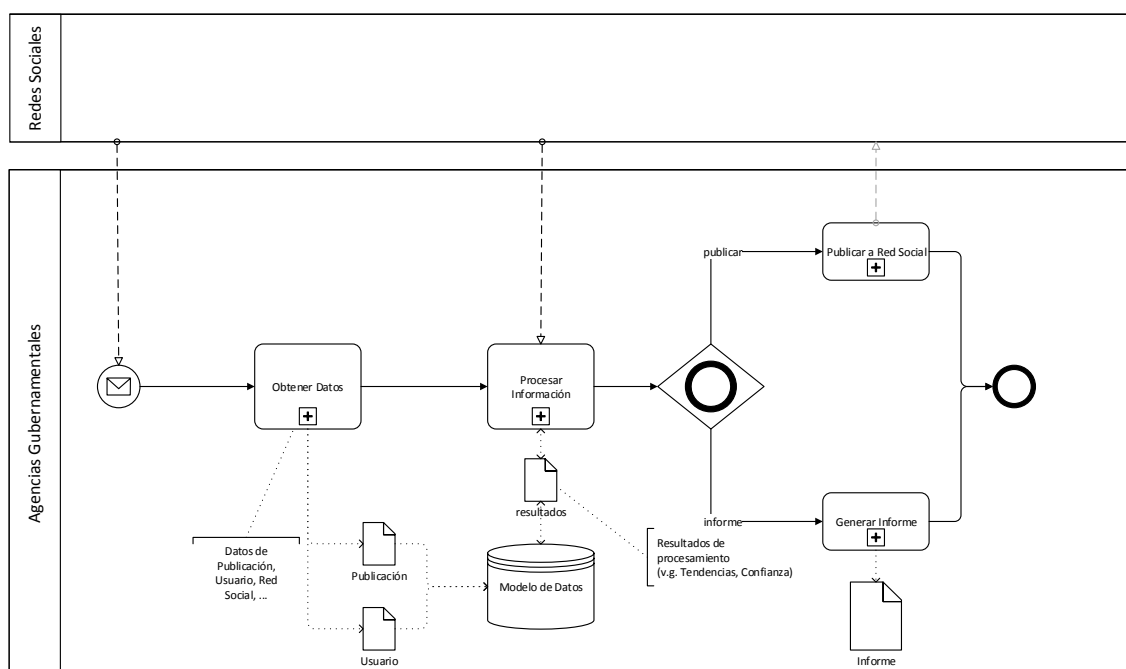 Redes Sociales
Agencias Gubernamentales
publicar
Publicar a Red Social
Obtener Datos
Procesar
Información
resultados
informe
Generar Informe
Datos de
Publicación,
Usuario, Red
Social, ...
Publicación
Usuario
Modelo de Datos
Resultados de
procesamiento
(v.g. Tendencias, Confianza)
Informe